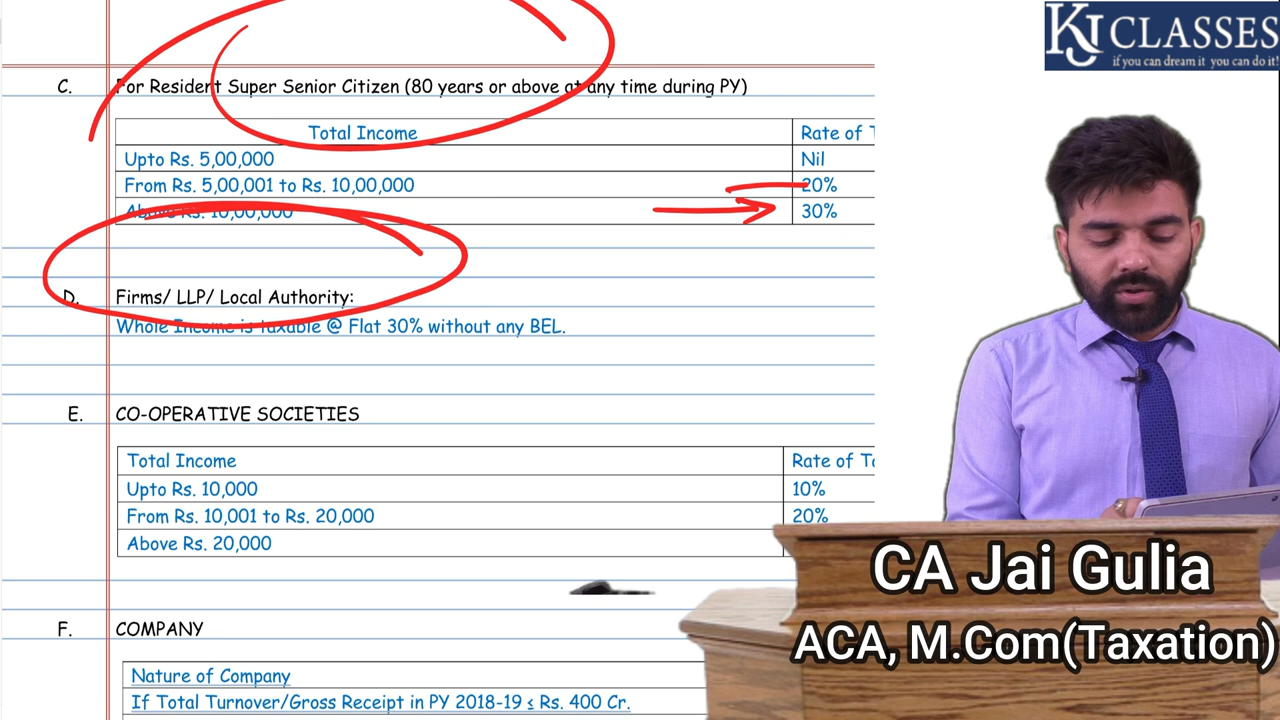 KJ CLASSES
if you can dream it you can do it!
C. For Resident Super Senior Citizen (80 years or above at any time during PY)
Total Income Rate of T
Upto Rs. 5,00,000 Nil
From Rs. 5,00,001 to Rs. 10,00,000 20%
Above Rs. 10,00,000 30%
D. Firms/ LLP/ Local Authority:
Whole Income is taxable @ Flat 30% without any BEL.
E. CO-OPERATIVE SOCIETIES
Total Income Rate of Ta
Upto Rs. 10,000 10%
From Rs. 10,001 to Rs. 20,000 20%
Above Rs. 20,000
F. COMPANY
Nature of Company
If Total Turnover/Gross Receipt in PY 2018-19 ≤ Rs. 400 Cr.
CA Jai Gulia
ACA, M.Com(Taxation)